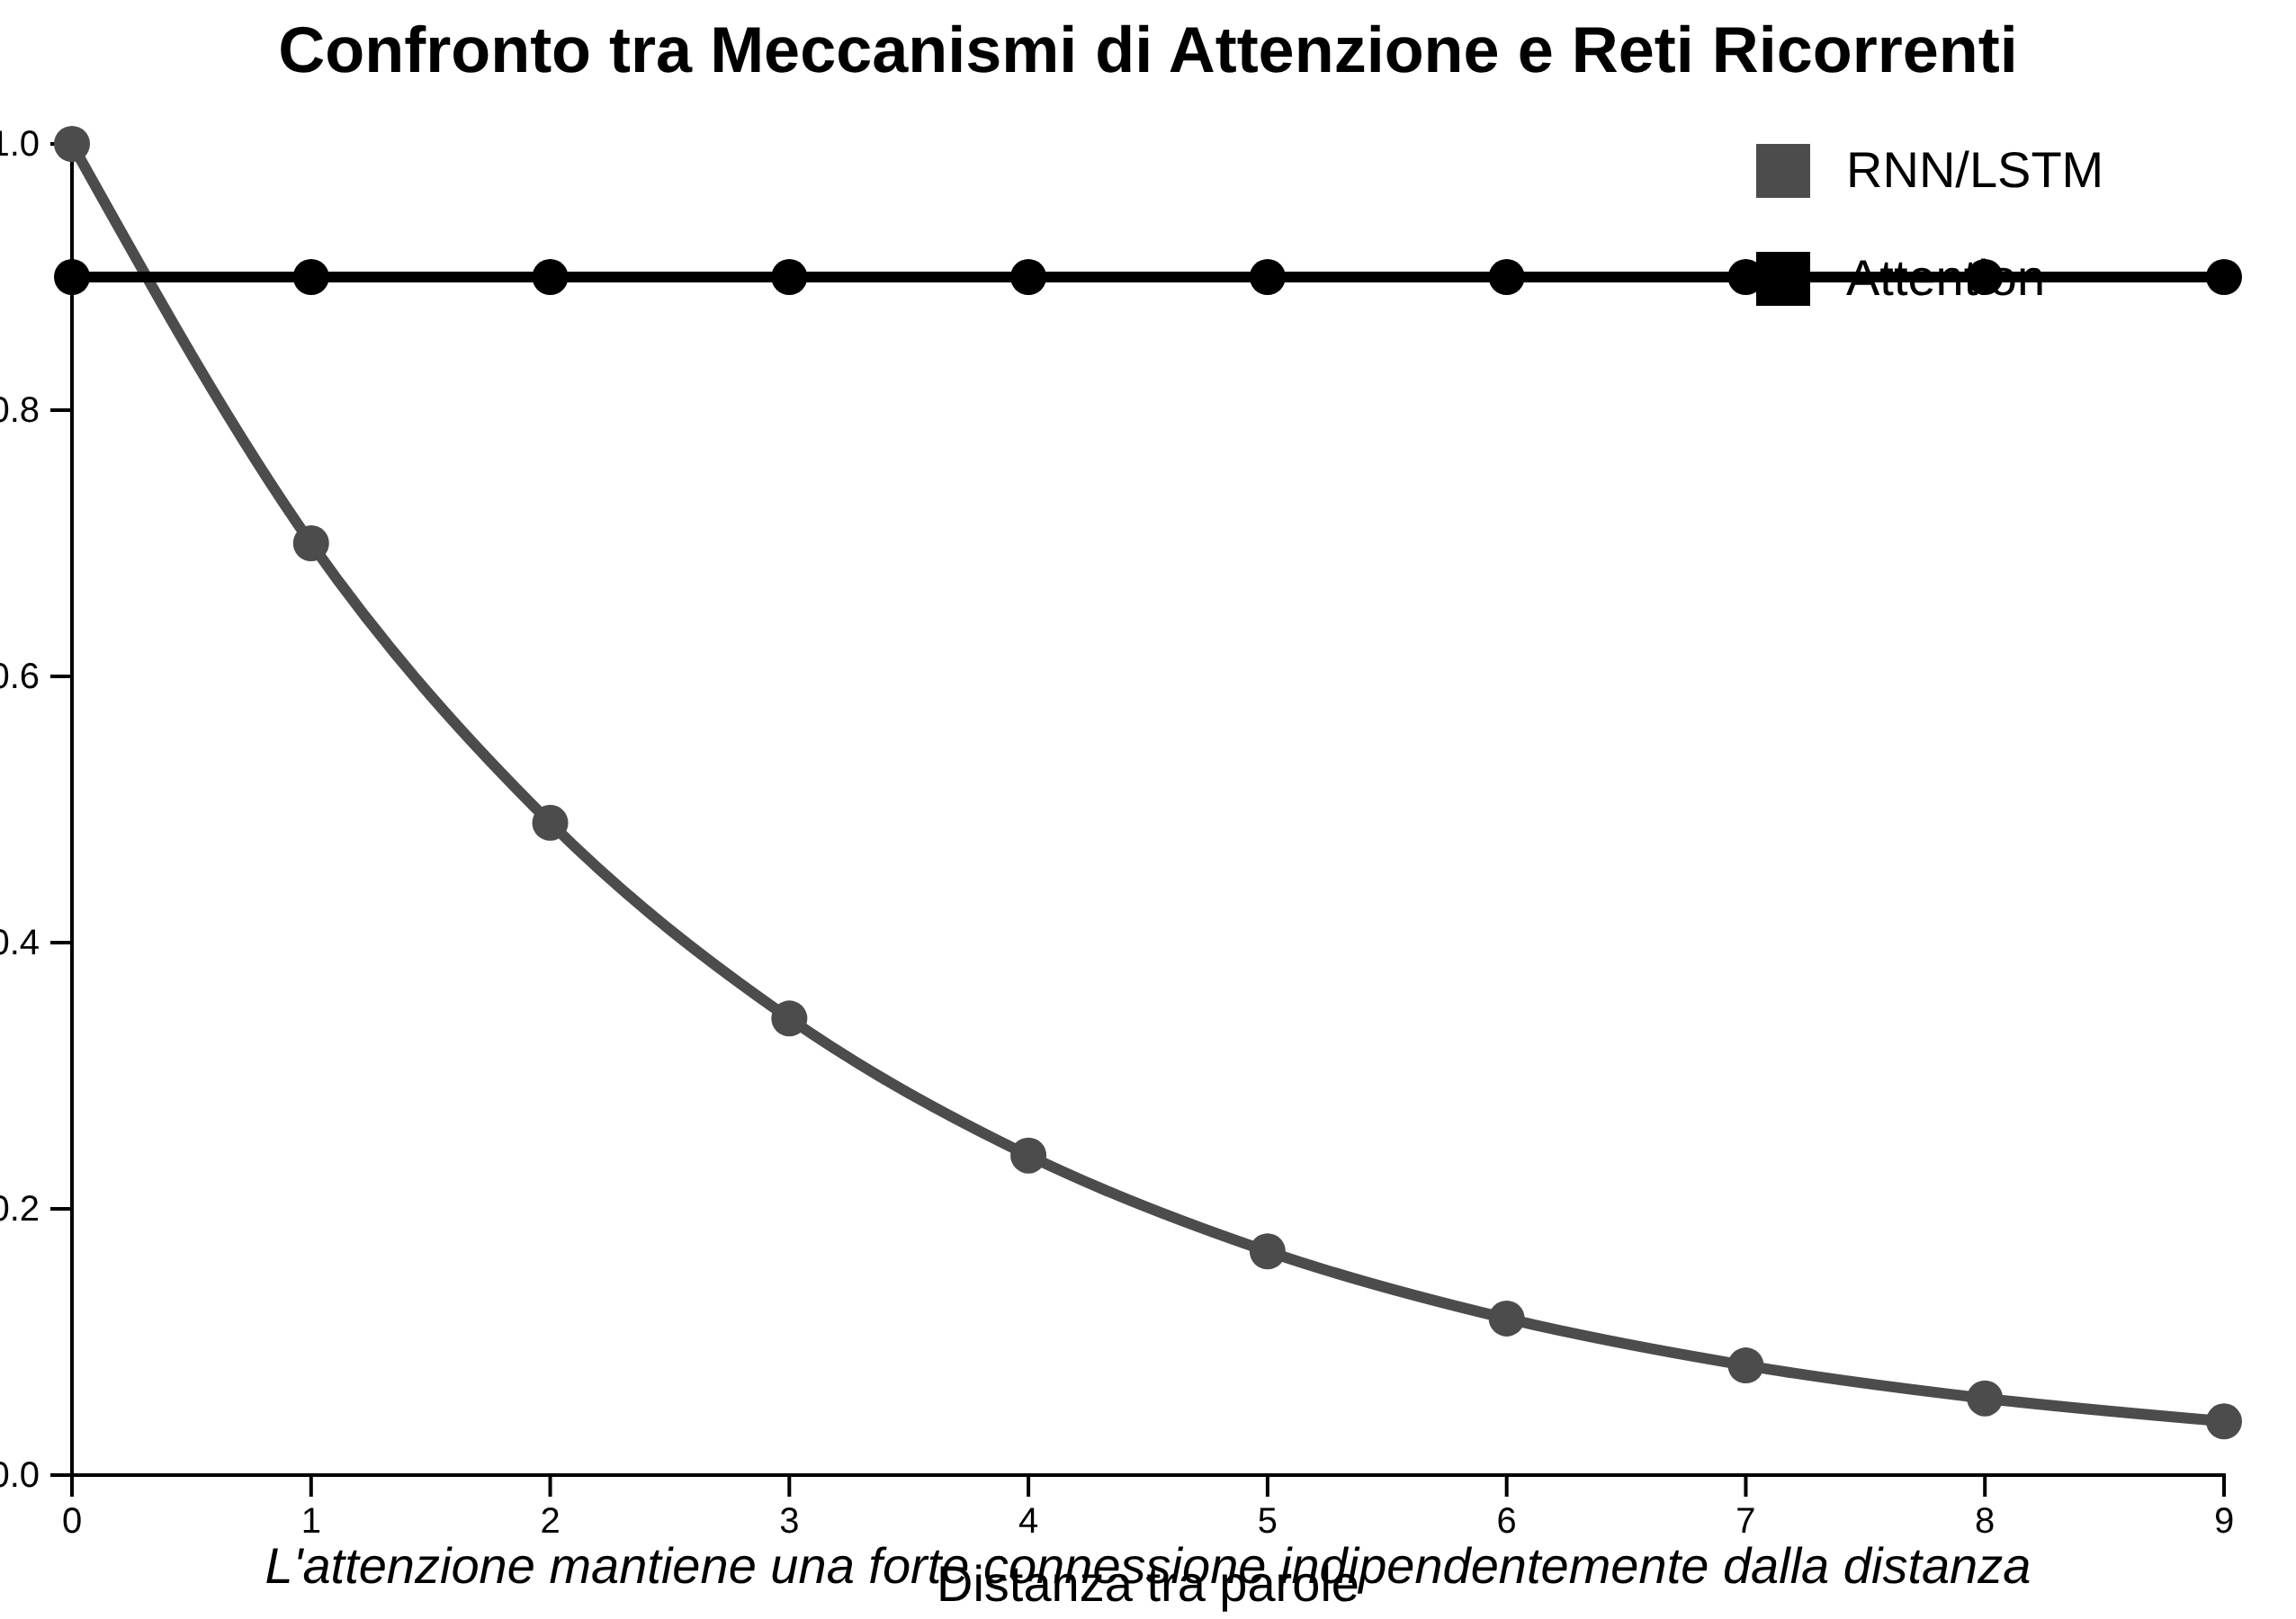 Confronto tra Meccanismi di Attenzione e Reti Ricorrenti
RNN/LSTM
Attention
1.0
0.8
0.6
0.4
0.2
0.0
0 1 2 3 4 5 6 7 8 9
L'attenzione mantiene una forte connessione indipendentemente dalla distanza
Distanza tra parole